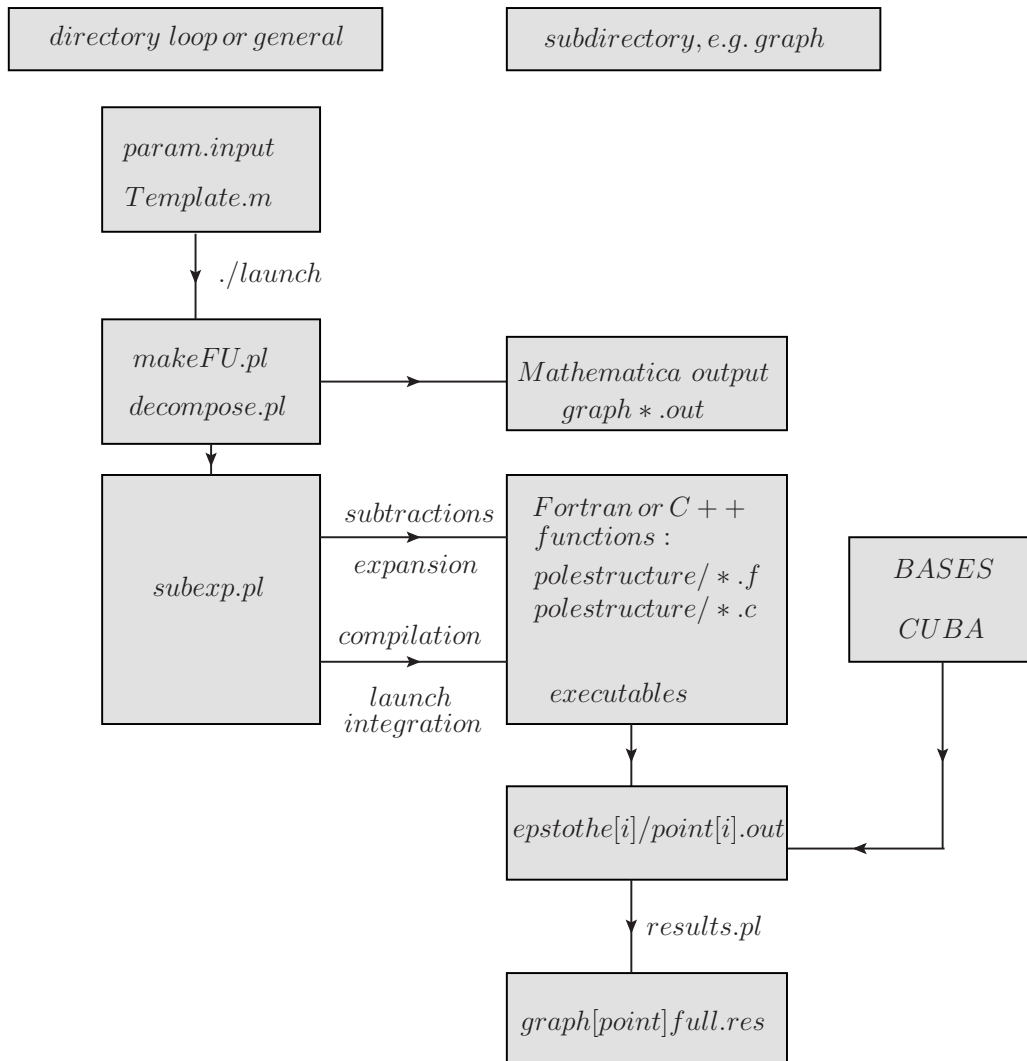 directory loop or general
subdirectory, e.g. graph
param.input
Template.m
./launch
makeFU.pl
decompose.pl
Mathematica output
graph * .out
subexp.pl
subtractions
expansion
compilation
launch
integration
Fortran or C + +
functions :
polestructure/ * .f
polestructure/ * .c
executables
BASES
CUBA
epstothe[i]/point[i].out
results.pl
graph[point]full.res